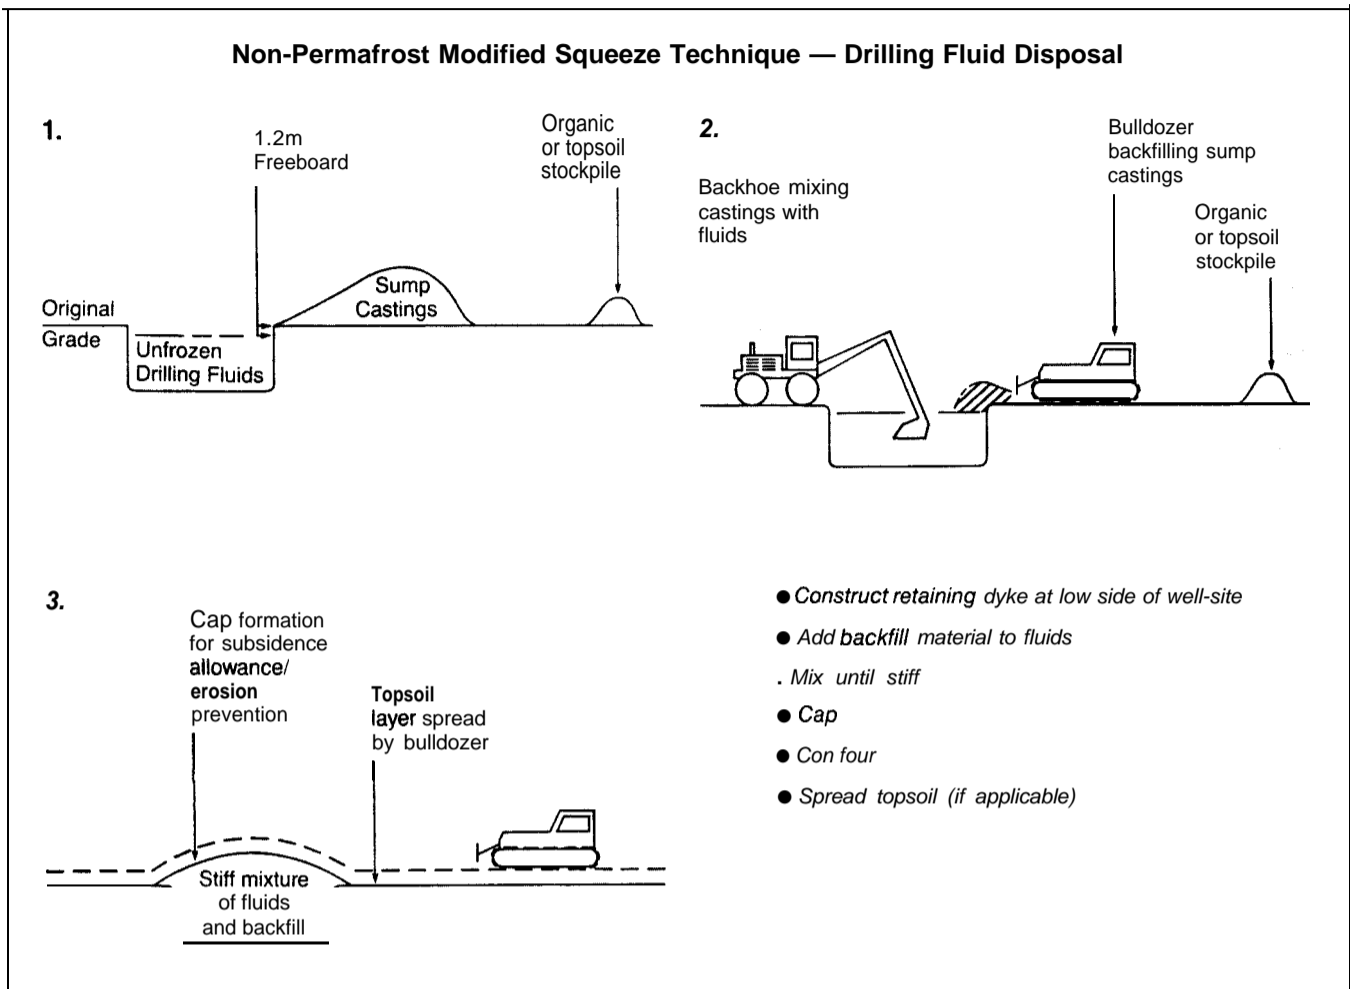 Non-Permafrost Modified Squeeze Technique — Drilling Fluid Disposal
1.
1.2m
Freeboard
Organic
or topsoil
stockpile
Sump
Castings
Original
Grade
Unfrozen
Drilling Fluids
2.
Backhoe mixing
castings with
fluids
Bulldozer
backfilling sump
castings
Organic
or topsoil
stockpile
3.
Cap formation
for subsidence
allowance/
erosion
prevention
Topsoil
layer spread
by bulldozer
Stiff mixture
of fluids
and backfill
● Construct retaining dyke at low side of well-site
● Add backfill material to fluids
. Mix until stiff
● Cap
● Con four
● Spread topsoil (if applicable)